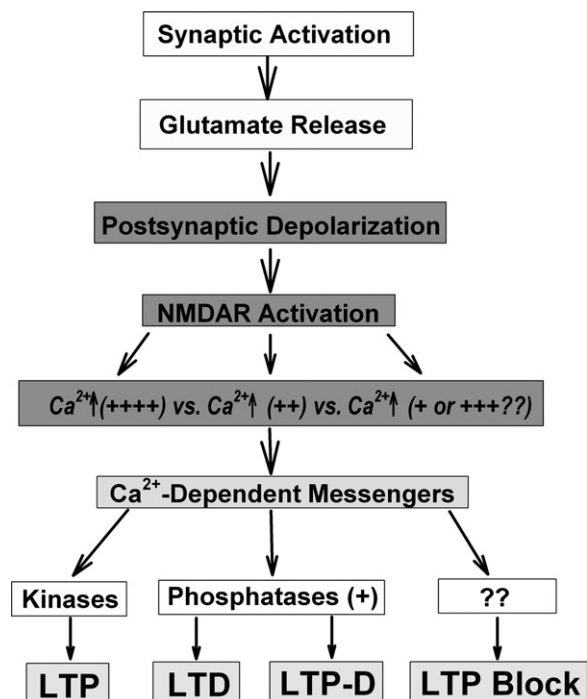 Synaptic Activation
Glutamate Release
Postsynaptic Depolarization
NMDAR Activation
Ca²⁺↑(++++) vs. Ca²⁺↑ (++) vs. Ca²⁺↑ (+ or +++??)
Ca²⁺-Dependent Messengers
Kinases Phosphatases (+) ??
LTP LTD LTP-D LTP Block